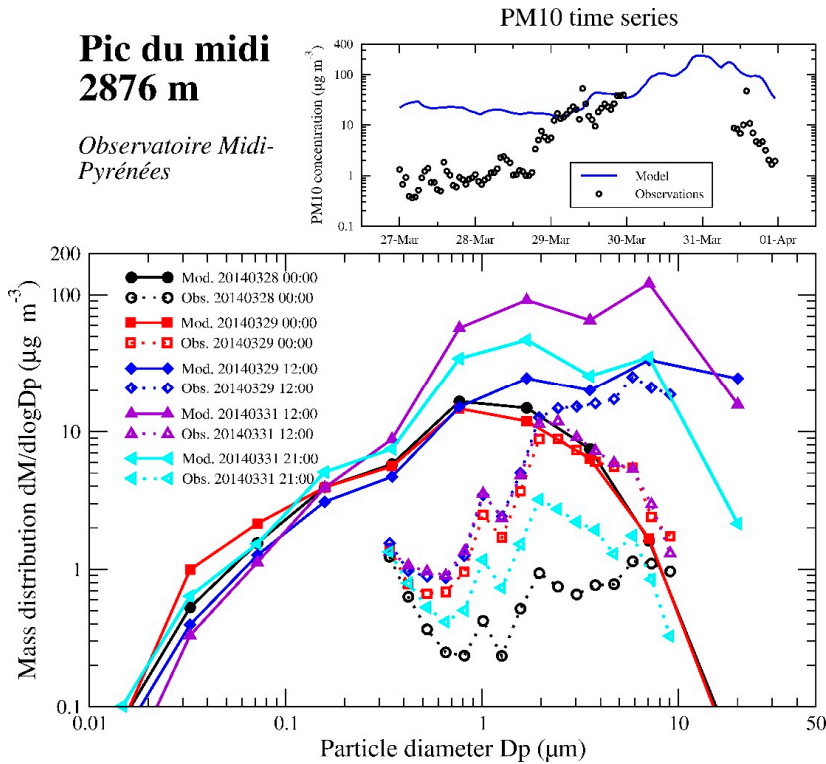 Pic du midi
2876 m
Observatoire Midi-
Pyrénées
PM10 time series
PM10 concentration (µg m⁻³)
400
100
10
1
0.1
Model
Observations
27-Mar 28-Mar 29-Mar 30-Mar 31-Mar 01-Apr
Mass distribution dM/dlogDp (µg m⁻³)
200
100
10
1
0.1
Mod. 20140328 00:00
Obs. 20140328 00:00
Mod. 20140329 00:00
Obs. 20140329 00:00
Mod. 20140329 12:00
Obs. 20140329 12:00
Mod. 20140331 12:00
Obs. 20140331 12:00
Mod. 20140331 21:00
Obs. 20140331 21:00
0.01 0.1 1 10 50
Particle diameter Dp (µm)